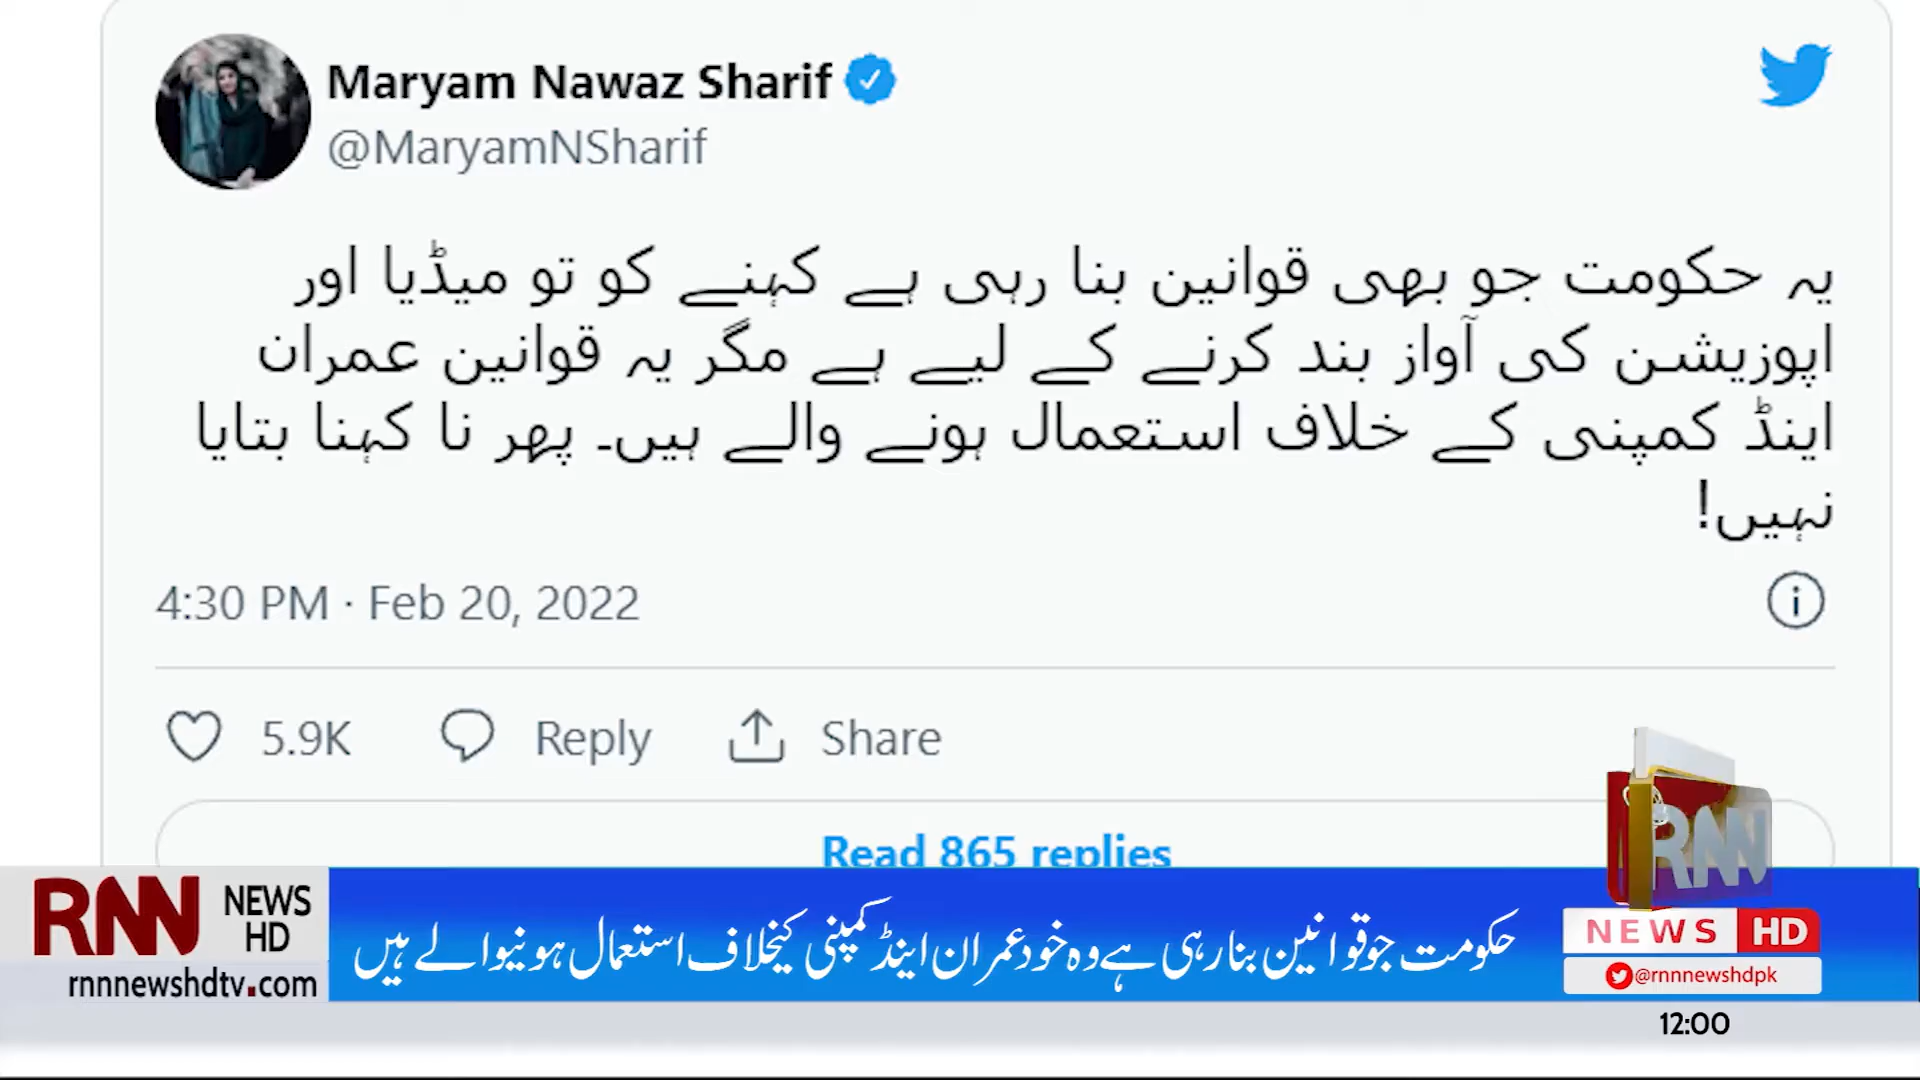 Maryam Nawaz Sharif
@MaryamNSharif
یہ حکومت جو بھی قوانین بنا رہی ہے کہنے کو تو میڈیا اور
اپوزیشن کی آواز بند کرنے کے لیے ہے مگر یہ قوانین عمران
اینڈ کمپنی کے خلاف استعمال ہونے والے ہیں۔ پھر نا کہنا بتایا
نہیں!
4:30 PM · Feb 20, 2022
5.9K Reply Share
Read 865 replies
RNN
RNN NEWS HD
rnnnewshdtv.com
حکومت جو قوانین بنا رہی ہے وہ خود عمران اینڈ کمپنی کیخلاف استعمال ہونیوالے ہیں
NEWS HD
@rnnnewshdpk
12:00